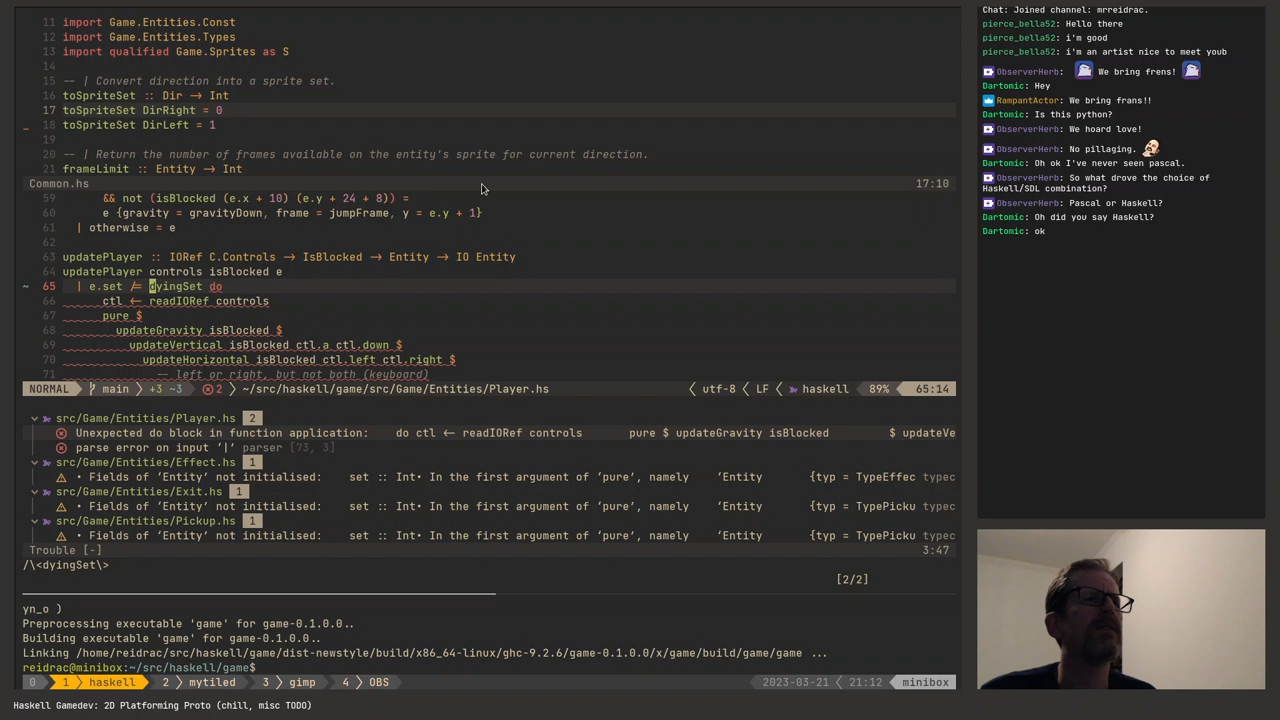 11 import Game.Entities.Const
12 import Game.Entities.Types
13 import qualified Game.Sprites as S
14
15 -- | Convert direction into a sprite set.
16 toSpriteSet :: Dir → Int
17 toSpriteSet DirRight = 0
18 toSpriteSet DirLeft = 1
19
20 -- | Return the number of frames available on the entity's sprite for current direction.
21 frameLimit :: Entity → Int
Common.hs 17:10
59 && not (isBlocked (e.x + 10) (e.y + 24 + 8)) =
60 e {gravity = gravityDown, frame = jumpFrame, y = e.y + 1}
61 | otherwise = e
62
63 updatePlayer :: IORef C.Controls → IsBlocked → Entity → IO Entity
64 updatePlayer controls isBlocked e
~ 65 | e.set /= dyingSet do
66 ctl ← readIORef controls
67 pure $
68 updateGravity isBlocked $
69 updateVertical isBlocked ctl.a ctl.down $
70 updateHorizontal isBlocked ctl.left ctl.right $
71 -- left or right, but not both (keyboard)
NORMAL main +3 ~3 2 ~/src/haskell/game/src/Game/Entities/Player.hs utf-8 LF haskell 89% 65:14
src/Game/Entities/Player.hs 2
Unexpected do block in function application: do ctl ← readIORef controls pure $ updateGravity isBlocked $ updateVe
parse error on input ‘|’ parser [73, 3]
src/Game/Entities/Effect.hs 1
• Fields of ‘Entity’ not initialised: set :: Int• In the first argument of ‘pure’, namely ‘Entity {typ = TypeEffec typec
src/Game/Entities/Exit.hs 1
• Fields of ‘Entity’ not initialised: set :: Int• In the first argument of ‘pure’, namely ‘Entity {typ = TypePicku typec
src/Game/Entities/Pickup.hs 1
• Fields of ‘Entity’ not initialised: set :: Int• In the first argument of ‘pure’, namely ‘Entity {typ = TypePicku typec
Trouble [-] 3:47
/\<dyingSet\>
[2/2]
yn_o )
Preprocessing executable 'game' for game-0.1.0.0..
Building executable 'game' for game-0.1.0.0..
Linking /home/reidrac/src/haskell/game/dist-newstyle/build/x86_64-linux/ghc-9.2.6/game-0.1.0.0/x/game/build/game/game ...
reidrac@minibox:~/src/haskell/game$
0 1 haskell 2 mytiled 3 gimp 4 OBS 2023-03-21 21:12 minibox
Haskell Gamedev: 2D Platforming Proto (chill, misc TODO)
Chat: Joined channel: mrreidrac.
pierce_bella52: Hello there
pierce_bella52: i'm good
pierce_bella52: i'm an artist nice to meet youb
ObserverHerb: We bring frens!
Dartomic: Hey
RampantActor: We bring frans!!
Dartomic: Is this python?
ObserverHerb: We hoard love!
ObserverHerb: No pillaging.
Dartomic: Oh ok I've never seen pascal.
ObserverHerb: So what drove the choice of
Haskell/SDL combination?
ObserverHerb: Pascal or Haskell?
Dartomic: Oh did you say Haskell?
Dartomic: ok